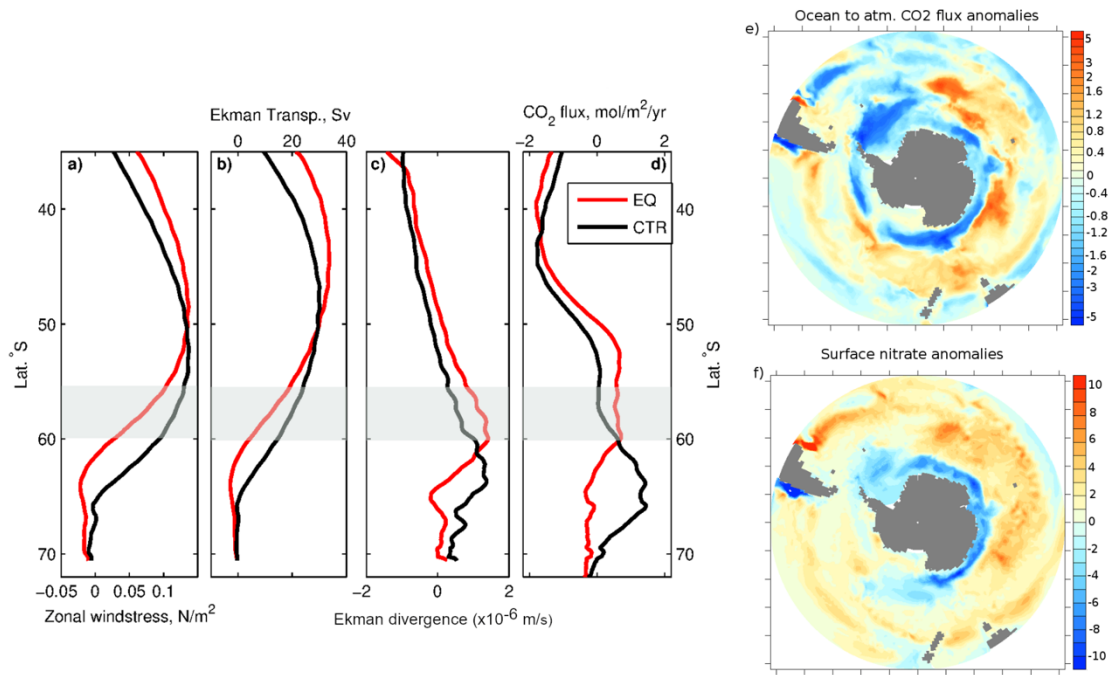 Ocean to atm. CO2 flux anomalies
e)
5
3
2
1.6
1.2
0.8
0.4
0
-0.4
-0.8
-1.2
-1.6
-2
-3
-5
Ekman Transp., Sv
0 20 40
CO2 flux, mol/m2/yr
−2 0 2
a)
b)
c)
d)
EQ
CTR
Lat.°S
40
50
60
70
40
50
60
70
Lat.°S
−0.05 0 0.05 0.1
Zonal windstress, N/m2
−2 0 2
Ekman divergence (x10-6 m/s)
Surface nitrate anomalies
f)
10
8
6
4
2
0
-2
-4
-6
-8
-10